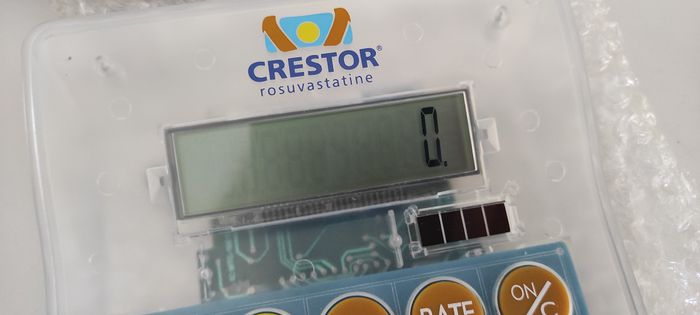 CRESTOR®
rosuvastatine
0.
RATE
ON/C